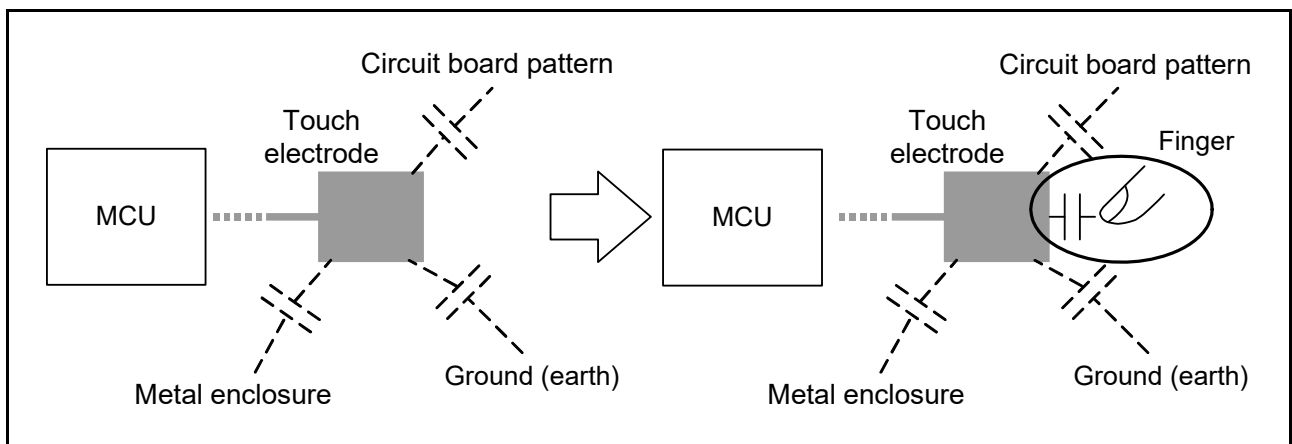 Circuit board pattern
Touch
electrode
MCU
Metal enclosure
Ground (earth)
Circuit board pattern
Touch
electrode
Finger
MCU
Metal enclosure
Ground (earth)